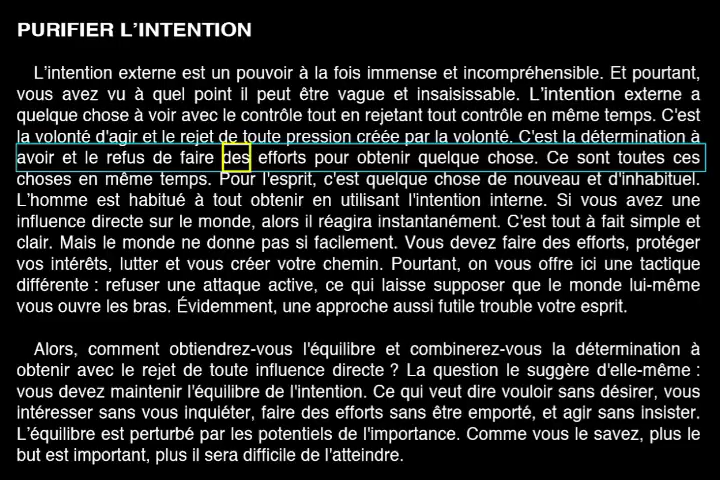 PURIFIER L’INTENTION
L’intention externe est un pouvoir à la fois immense et incompréhensible. Et pourtant,
vous avez vu à quel point il peut être vague et insaisissable. L’intention externe a
quelque chose à voir avec le contrôle tout en rejetant tout contrôle en même temps. C'est
la volonté d'agir et le rejet de toute pression créée par la volonté. C'est la détermination à
avoir et le refus de faire des efforts pour obtenir quelque chose. Ce sont toutes ces
choses en même temps. Pour l'esprit, c'est quelque chose de nouveau et d'inhabituel.
L’homme est habitué à tout obtenir en utilisant l'intention interne. Si vous avez une
influence directe sur le monde, alors il réagira instantanément. C'est tout à fait simple et
clair. Mais le monde ne donne pas si facilement. Vous devez faire des efforts, protéger
vos intérêts, lutter et vous créer votre chemin. Pourtant, on vous offre ici une tactique
différente : refuser une attaque active, ce qui laisse supposer que le monde lui-même
vous ouvre les bras. Évidemment, une approche aussi futile trouble votre esprit.
Alors, comment obtiendrez-vous l'équilibre et combinerez-vous la détermination à
obtenir avec le rejet de toute influence directe ? La question le suggère d'elle-même :
vous devez maintenir l'équilibre de l'intention. Ce qui veut dire vouloir sans désirer, vous
intéresser sans vous inquiéter, faire des efforts sans être emporté, et agir sans insister.
L’équilibre est perturbé par les potentiels de l'importance. Comme vous le savez, plus le
but est important, plus il sera difficile de l'atteindre.